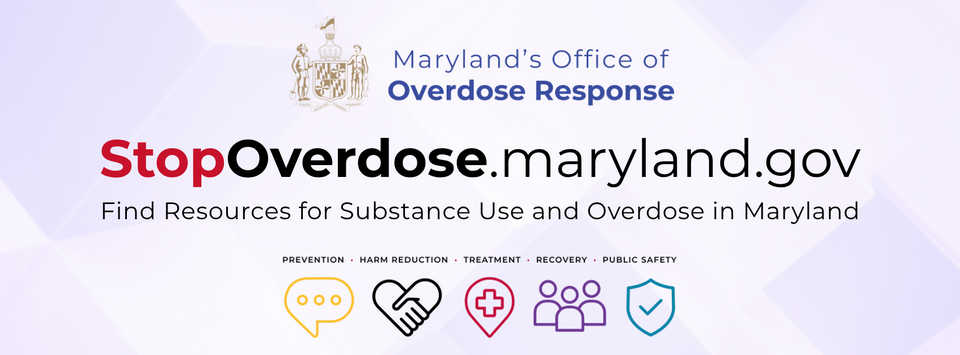 Maryland’s Office of
Overdose Response
StopOverdose.maryland.gov
Find Resources for Substance Use and Overdose in Maryland
PREVENTION • HARM REDUCTION • TREATMENT • RECOVERY • PUBLIC SAFETY